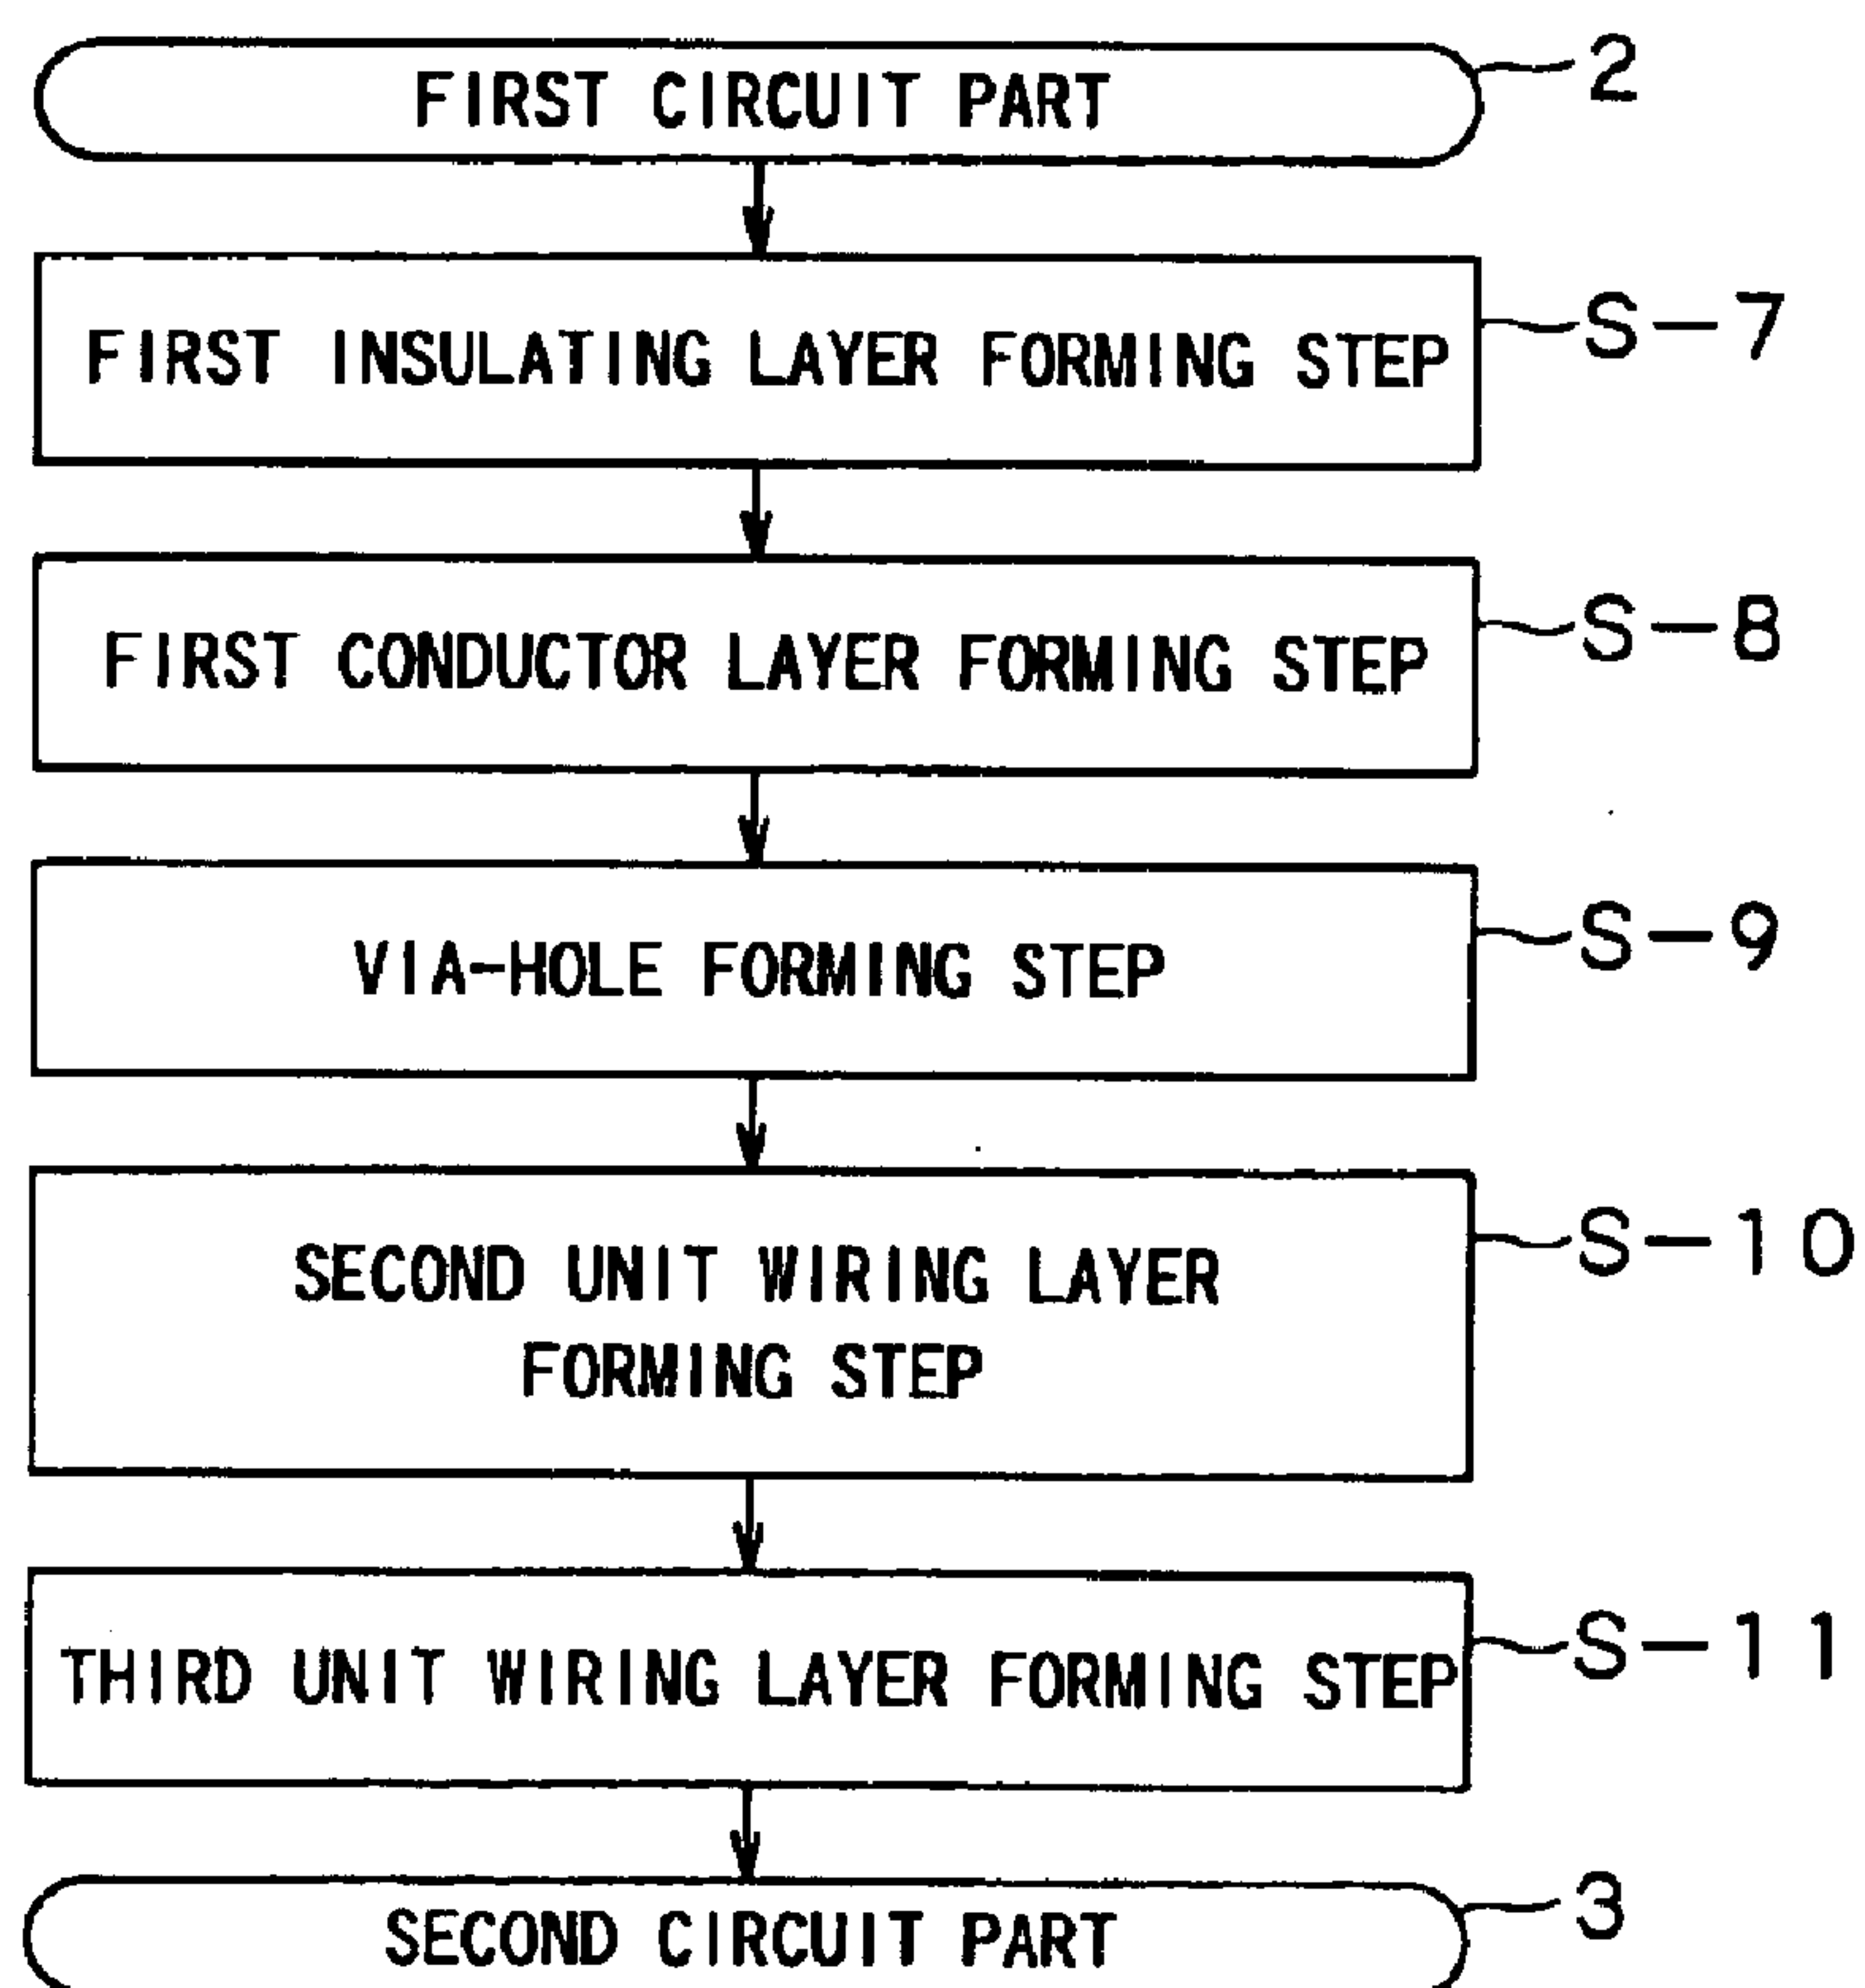 FIRST CIRCUIT PART 2
FIRST INSULATING LAYER FORMING STEP S-7
FIRST CONDUCTOR LAYER FORMING STEP S-8
VIA-HOLE FORMING STEP S-9
SECOND UNIT WIRING LAYER S-10
FORMING STEP
THIRD UNIT WIRING LAYER FORMING STEP S-11
SECOND CIRCUIT PART 3